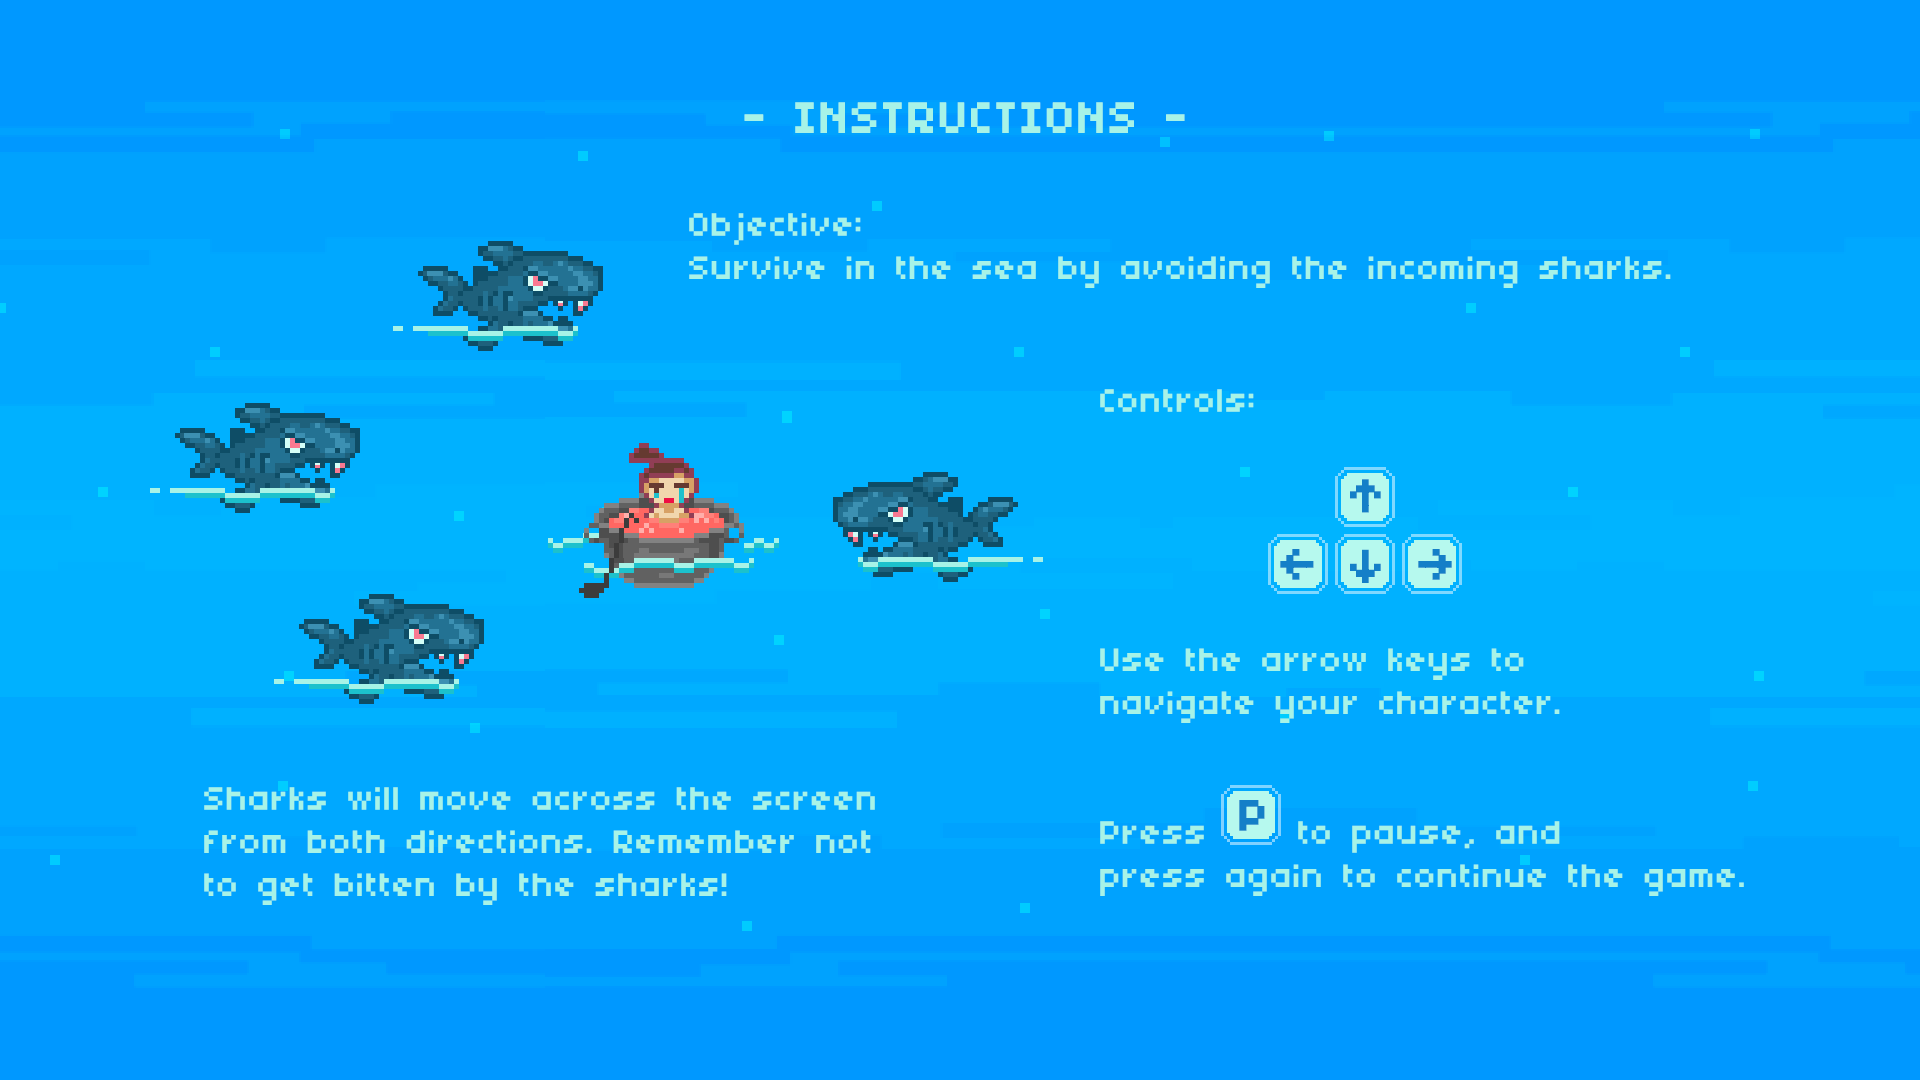 - INSTRUCTIONS -
Objective:
Survive in the sea by avoiding the incoming sharks.
Controls:
Use the arrow keys to
navigate your character.
Sharks will move across the screen
from both directions. Remember not
to get bitten by the sharks!
Press P to pause, and
press again to continue the game.